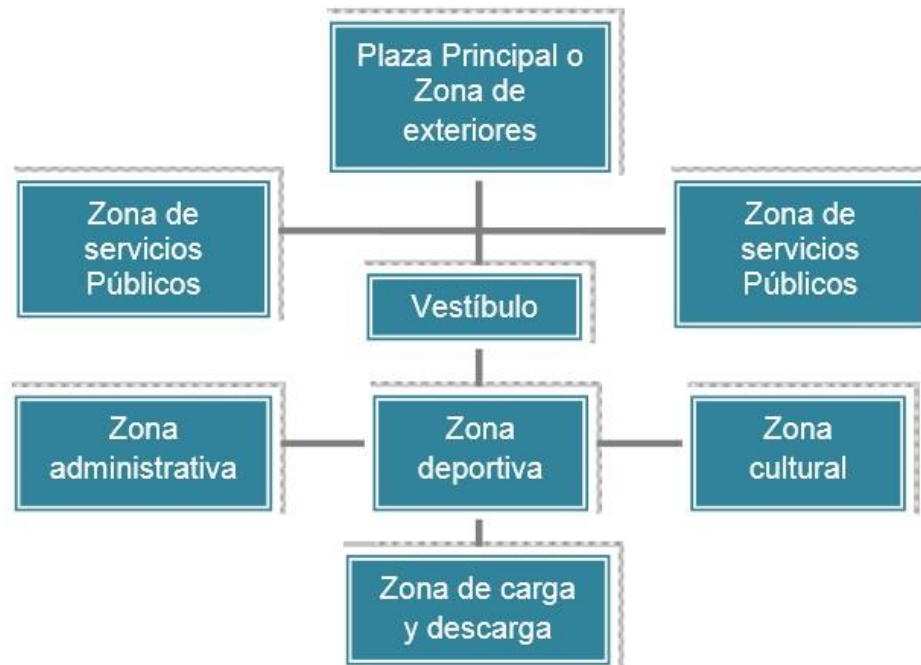 Plaza Principal o
Zona de
exteriores
Zona de
servicios
Públicos
Zona de
servicios
Públicos
Vestíbulo
Zona
administrativa
Zona
deportiva
Zona
cultural
Zona de carga
y descarga